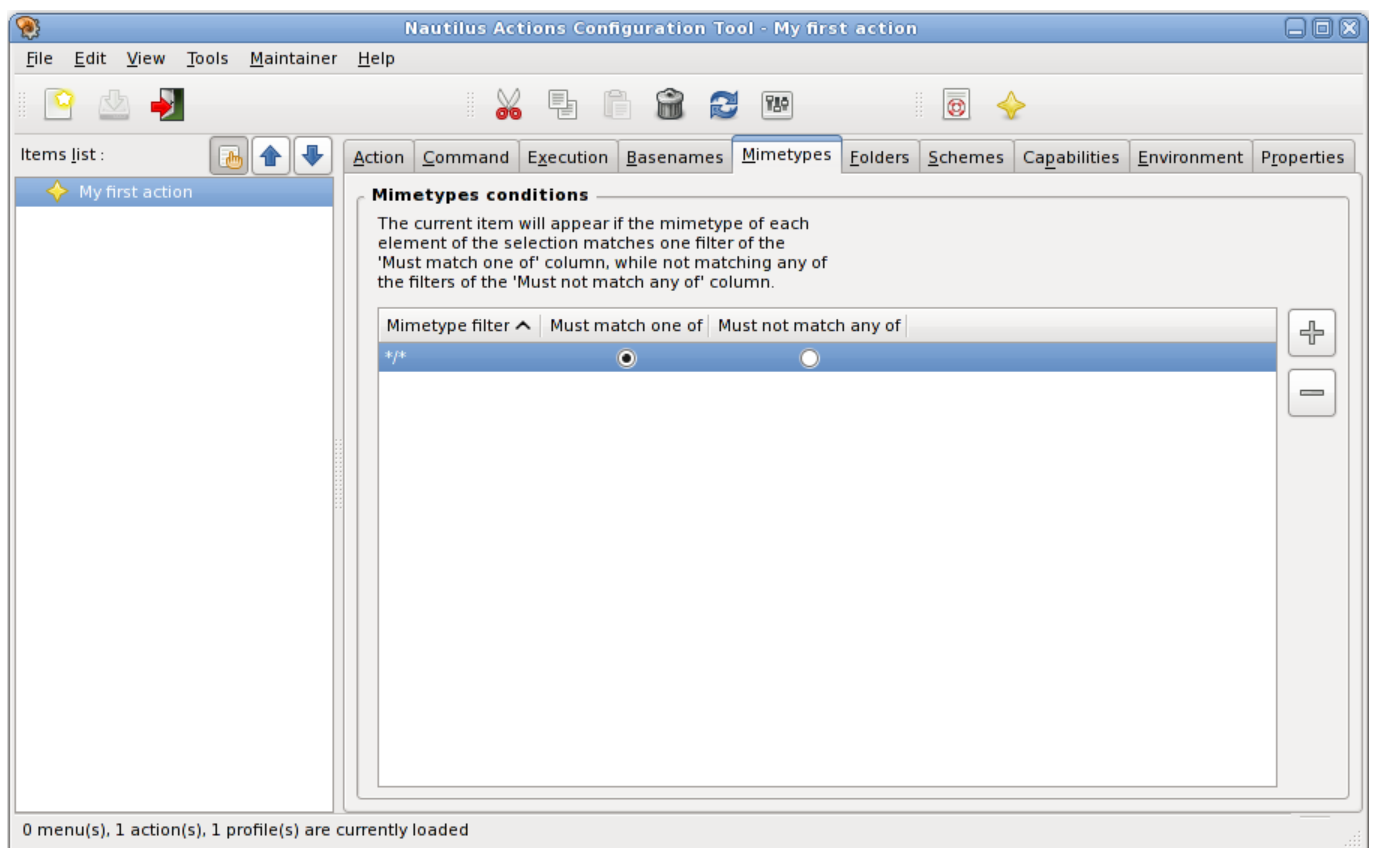 Nautilus Actions Configuration Tool - My first action
File Edit View Tools Maintainer Help
Items list :
Action Command Execution Basenames Mimetypes Folders Schemes Capabilities Environment Properties
My first action
Mimetypes conditions
The current item will appear if the mimetype of each
element of the selection matches one filter of the
'Must match one of' column, while not matching any of
the filters of the 'Must not match any of' column.
Mimetype filter Must match one of Must not match any of
*/*
0 menu(s), 1 action(s), 1 profile(s) are currently loaded